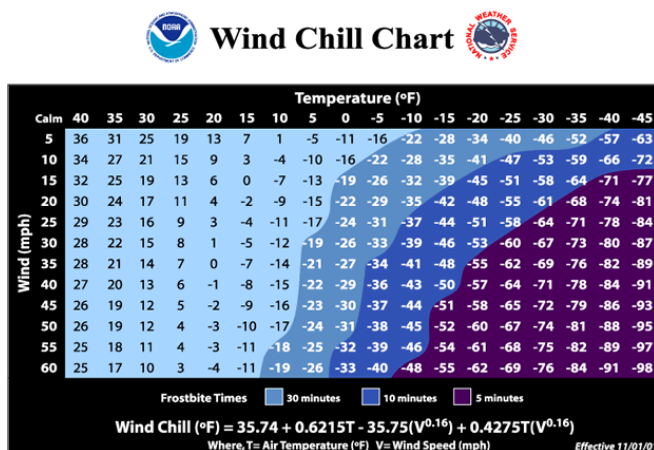 NOAA
Wind Chill Chart
NATIONAL WEATHER SERVICE
Temperature (ºF)
Calm 40 35 30 25 20 15 10 5 0 -5 -10 -15 -20 -25 -30 -35 -40 -45
Wind (mph)
5 36 31 25 19 13 7 1 -5 -11 -16 -22 -28 -34 -40 -46 -52 -57 -63
10 34 27 21 15 9 3 -4 -10 -16 -22 -28 -35 -41 -47 -53 -59 -66 -72
15 32 25 19 13 6 0 -7 -13 -19 -26 -32 -39 -45 -51 -58 -64 -71 -77
20 30 24 17 11 4 -2 -9 -15 -22 -29 -35 -42 -48 -55 -61 -68 -74 -81
25 29 23 16 9 3 -4 -11 -17 -24 -31 -37 -44 -51 -58 -64 -71 -78 -84
30 28 22 15 8 1 -5 -12 -19 -26 -33 -39 -46 -53 -60 -67 -73 -80 -87
35 28 21 14 7 0 -7 -14 -21 -27 -34 -41 -48 -55 -62 -69 -76 -82 -89
40 27 20 13 6 -1 -8 -15 -22 -29 -36 -43 -50 -57 -64 -71 -78 -84 -91
45 26 19 12 5 -2 -9 -16 -23 -30 -37 -44 -51 -58 -65 -72 -79 -86 -93
50 26 19 12 4 -3 -10 -17 -24 -31 -38 -45 -52 -60 -67 -74 -81 -88 -95
55 25 18 11 4 -3 -11 -18 -25 -32 -39 -46 -54 -61 -68 -75 -82 -89 -97
60 25 17 10 3 -4 -11 -19 -26 -33 -40 -48 -55 -62 -69 -76 -84 -91 -98
Frostbite Times 30 minutes 10 minutes 5 minutes
Wind Chill (ºF) = 35.74 + 0.6215T - 35.75(V0.16) + 0.4275T(V0.16)
Where, T= Air Temperature (ºF) V= Wind Speed (mph)
Effective 11/01/0